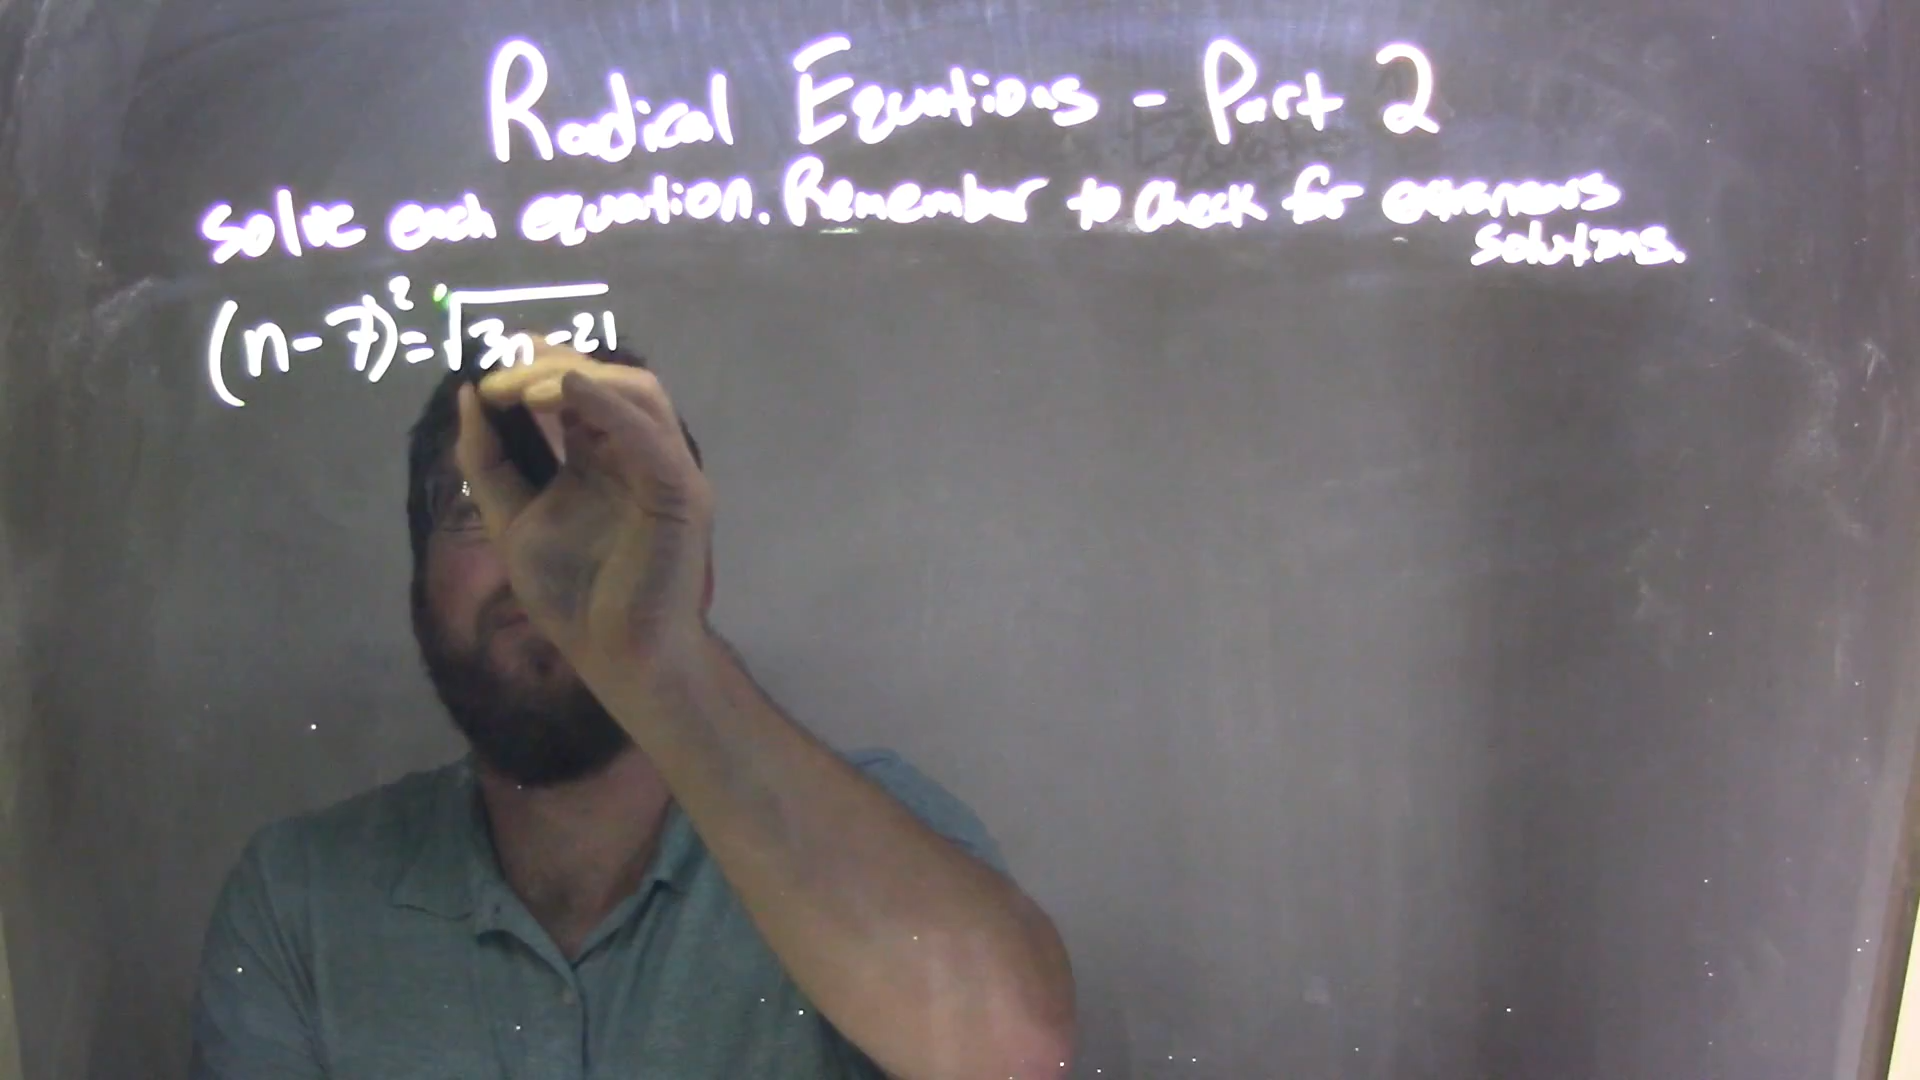 Radical Equations - Part 2
Solve each equation. Remember to check for extraneous
solutions.
(n-7)²=√3n-21